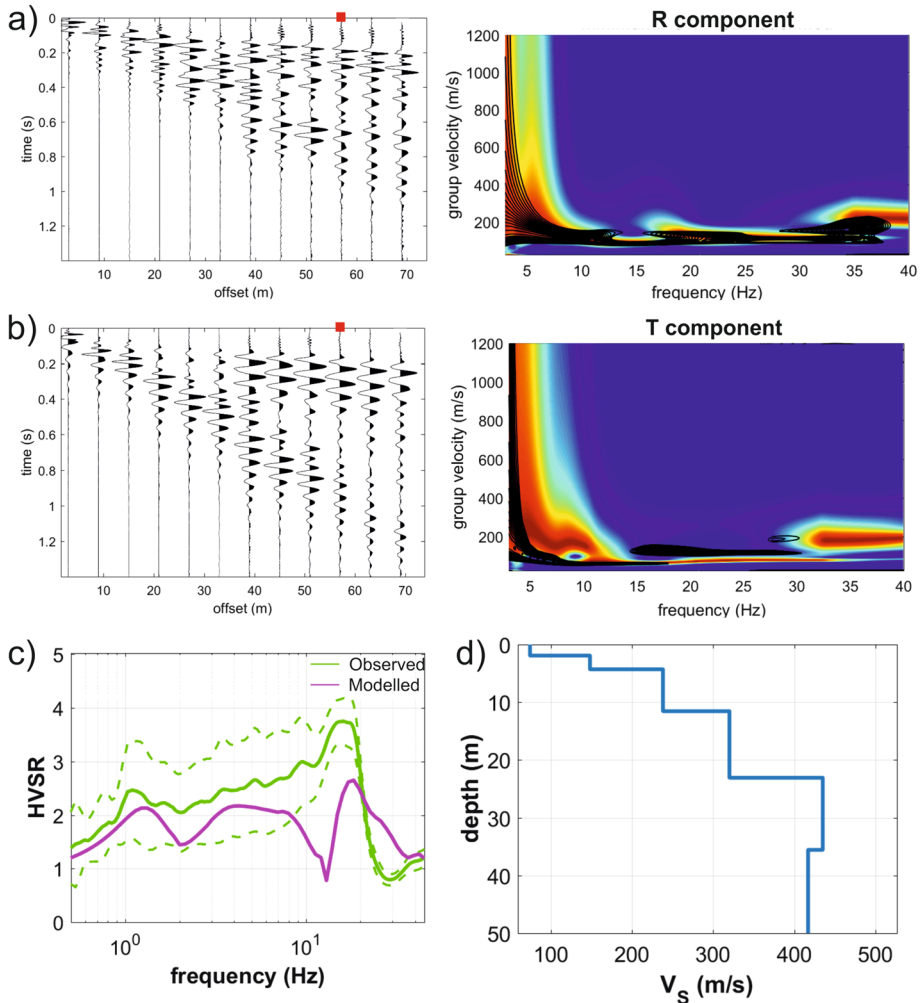 a)
0
0.2
0.4
0.6
0.8
1
1.2
time (s)
10 20 30 40 50 60 70
offset (m)
R component
1200
1000
800
600
400
200
group velocity (m/s)
5 10 15 20 25 30 35 40
frequency (Hz)
b)
0
0.2
0.4
0.6
0.8
1
1.2
time (s)
10 20 30 40 50 60 70
offset (m)
T component
1200
1000
800
600
400
200
group velocity (m/s)
5 10 15 20 25 30 35 40
frequency (Hz)
c)
5
4
3
2
1
0
HVSR
Observed
Modelled
10⁰ 10¹
frequency (Hz)
d)
0
10
20
30
40
50
depth (m)
100 200 300 400 500
V_S (m/s)